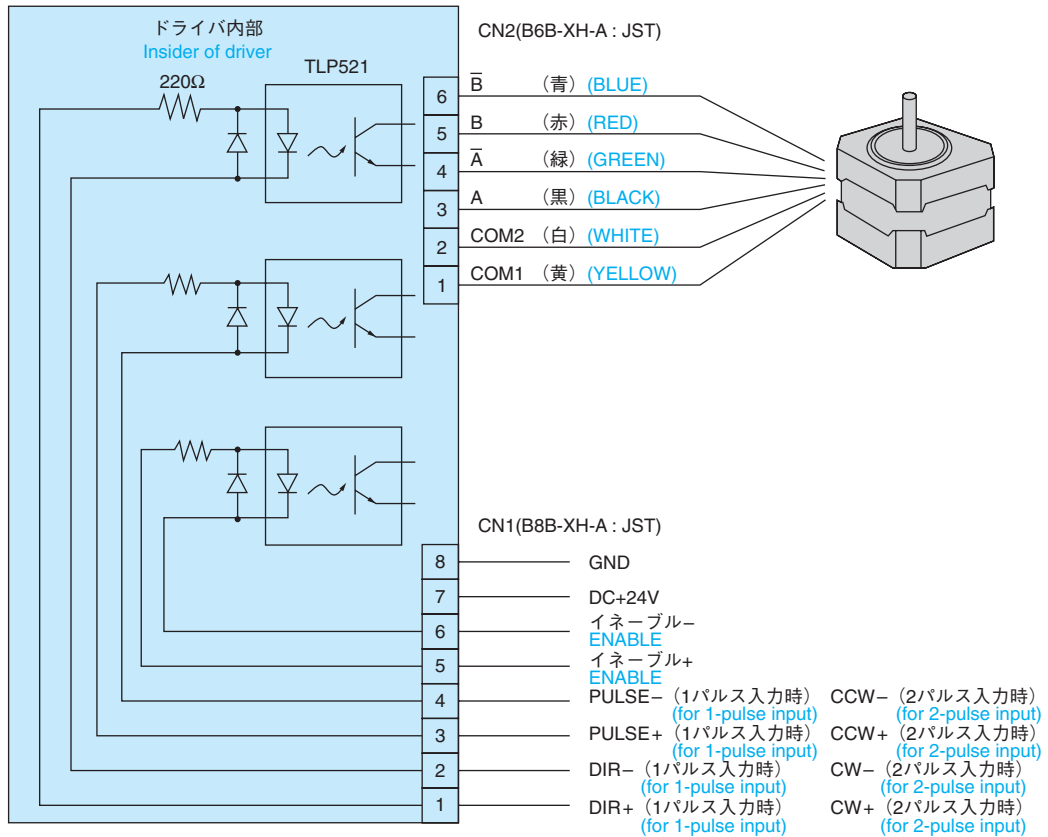 ドライバ内部
Insider of driver
220Ω
TLP521
CN2(B6B-XH-A : JST)
6 B̅ （青）(BLUE)
5 B （赤）(RED)
4 A̅ （緑）(GREEN)
3 A （黒）(BLACK)
2 COM2 （白）(WHITE)
1 COM1 （黄）(YELLOW)
CN1(B8B-XH-A : JST)
8 GND
7 DC+24V
6 イネーブル−
ENABLE
5 イネーブル+
ENABLE
4 PULSE−（1パルス入力時） CCW−（2パルス入力時）
(for 1-pulse input) (for 2-pulse input)
3 PULSE+（1パルス入力時） CCW+（2パルス入力時）
(for 1-pulse input) (for 2-pulse input)
2 DIR−（1パルス入力時） CW−（2パルス入力時）
(for 1-pulse input) (for 2-pulse input)
1 DIR+（1パルス入力時） CW+（2パルス入力時）
(for 1-pulse input) (for 2-pulse input)